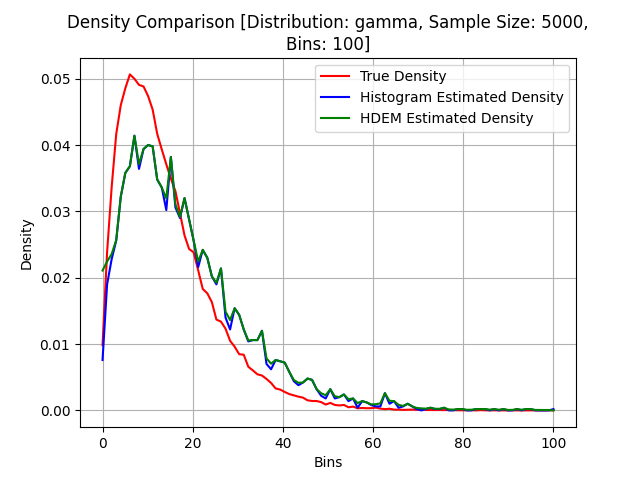 Density Comparison [Distribution: gamma, Sample Size: 5000,
Bins: 100]
True Density
Histogram Estimated Density
HDEM Estimated Density
Density
0.05
0.04
0.03
0.02
0.01
0.00
0 20 40 60 80 100
Bins